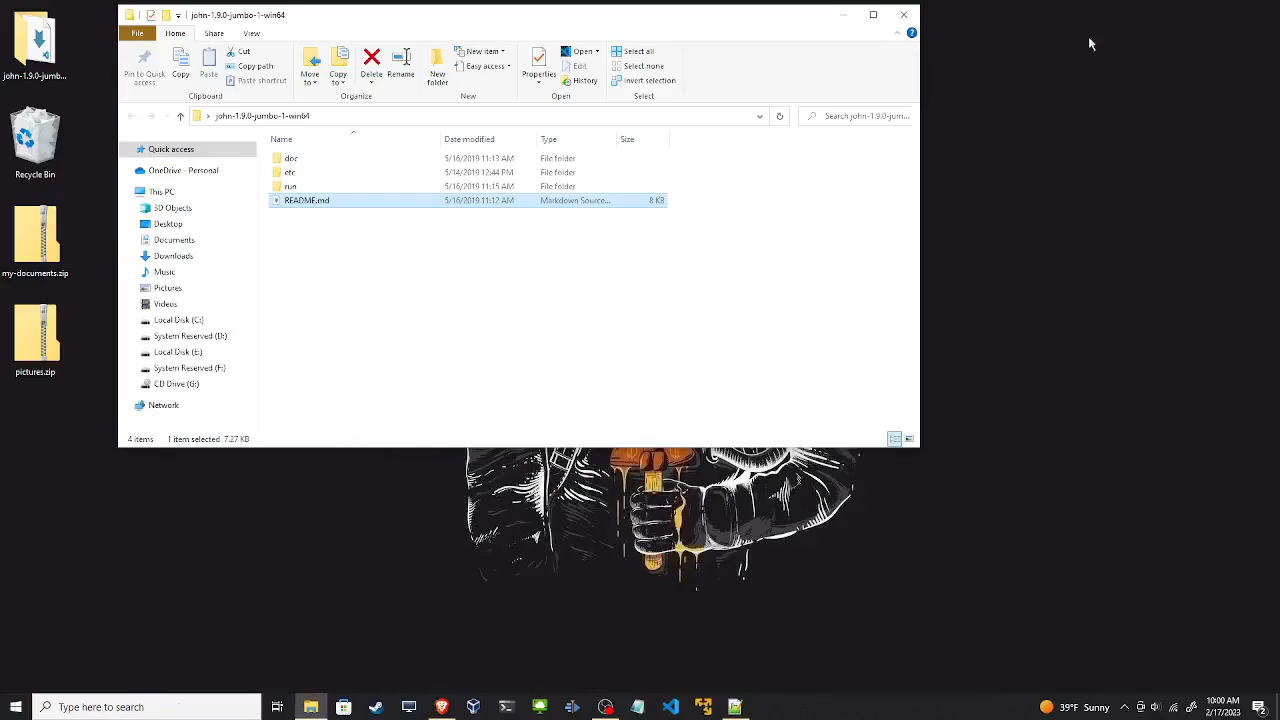 john-1.9.0-jumbo-1-win64
File
Home
Share
View
Pin to Quick access
Copy
Paste
Cut
Copy path
Paste shortcut
Clipboard
Move to
Copy to
Delete
Rename
Organize
New folder
New item
Easy access
New
Properties
Open
Edit
History
Open
Select all
Select none
Invert selection
Select
john-1.9.0-jumbo-1-win64
Search john-1.9.0-jum...
Name
Date modified
Type
Size
doc 5/16/2019 11:13 AM File folder
etc 5/14/2019 12:44 PM File folder
run 5/16/2019 11:15 AM File folder
README.md 5/16/2019 11:12 AM Markdown Source... 8 KB
Quick access
OneDrive - Personal
This PC
3D Objects
Desktop
Documents
Downloads
Music
Pictures
Videos
Local Disk (C:)
System Reserved (D:)
Local Disk (E:)
System Reserved (F:)
CD Drive (G:)
Network
4 items 1 item selected 7.27 KB
john-1.9.0-jumb...
Recycle Bin
my-documents.zip
pictures.zip
Type here to search
39°F Sunny
10:00 AM
2/17/2023